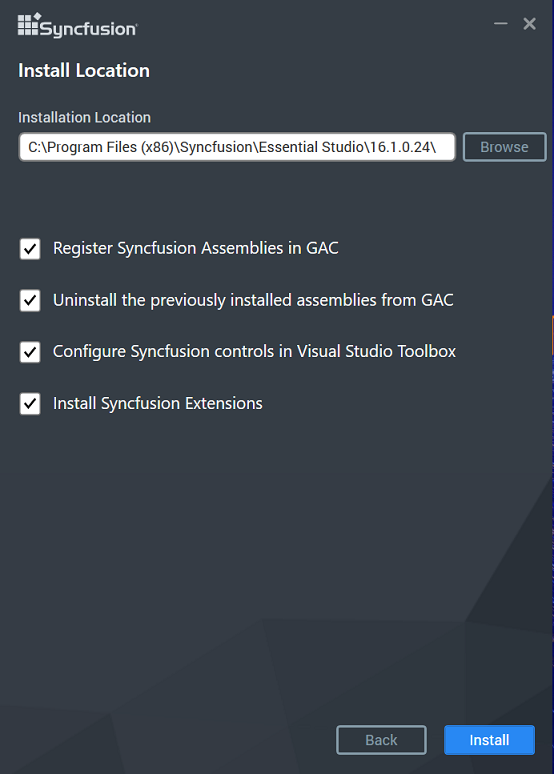 Syncfusion
Install Location
Installation Location
C:\Program Files (x86)\Syncfusion\Essential Studio\16.1.0.24\
Browse
Register Syncfusion Assemblies in GAC
Uninstall the previously installed assemblies from GAC
Configure Syncfusion controls in Visual Studio Toolbox
Install Syncfusion Extensions
Back
Install